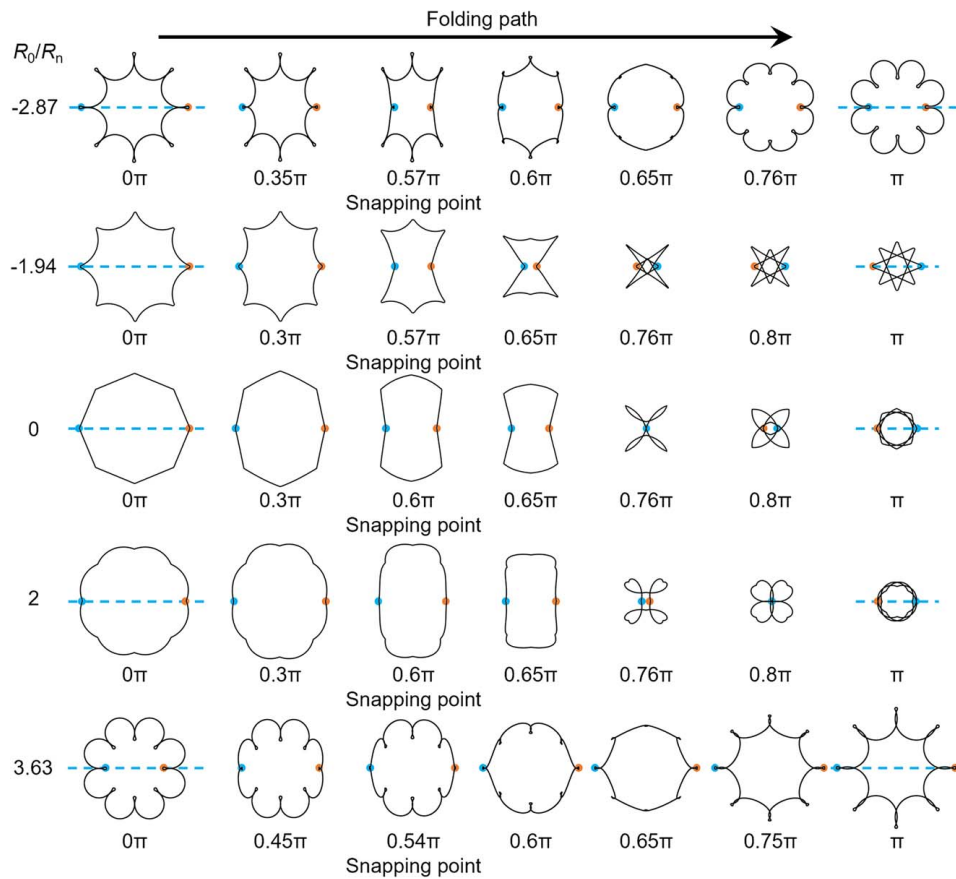 Folding path
R₀/Rₙ
-2.87
0π 0.35π 0.57π 0.6π 0.65π 0.76π π
Snapping point
-1.94
0π 0.3π 0.57π 0.65π 0.76π 0.8π π
Snapping point
0
0π 0.3π 0.6π 0.65π 0.76π 0.8π π
Snapping point
2
0π 0.3π 0.6π 0.65π 0.76π 0.8π π
Snapping point
3.63
0π 0.45π 0.54π 0.6π 0.65π 0.75π π
Snapping point